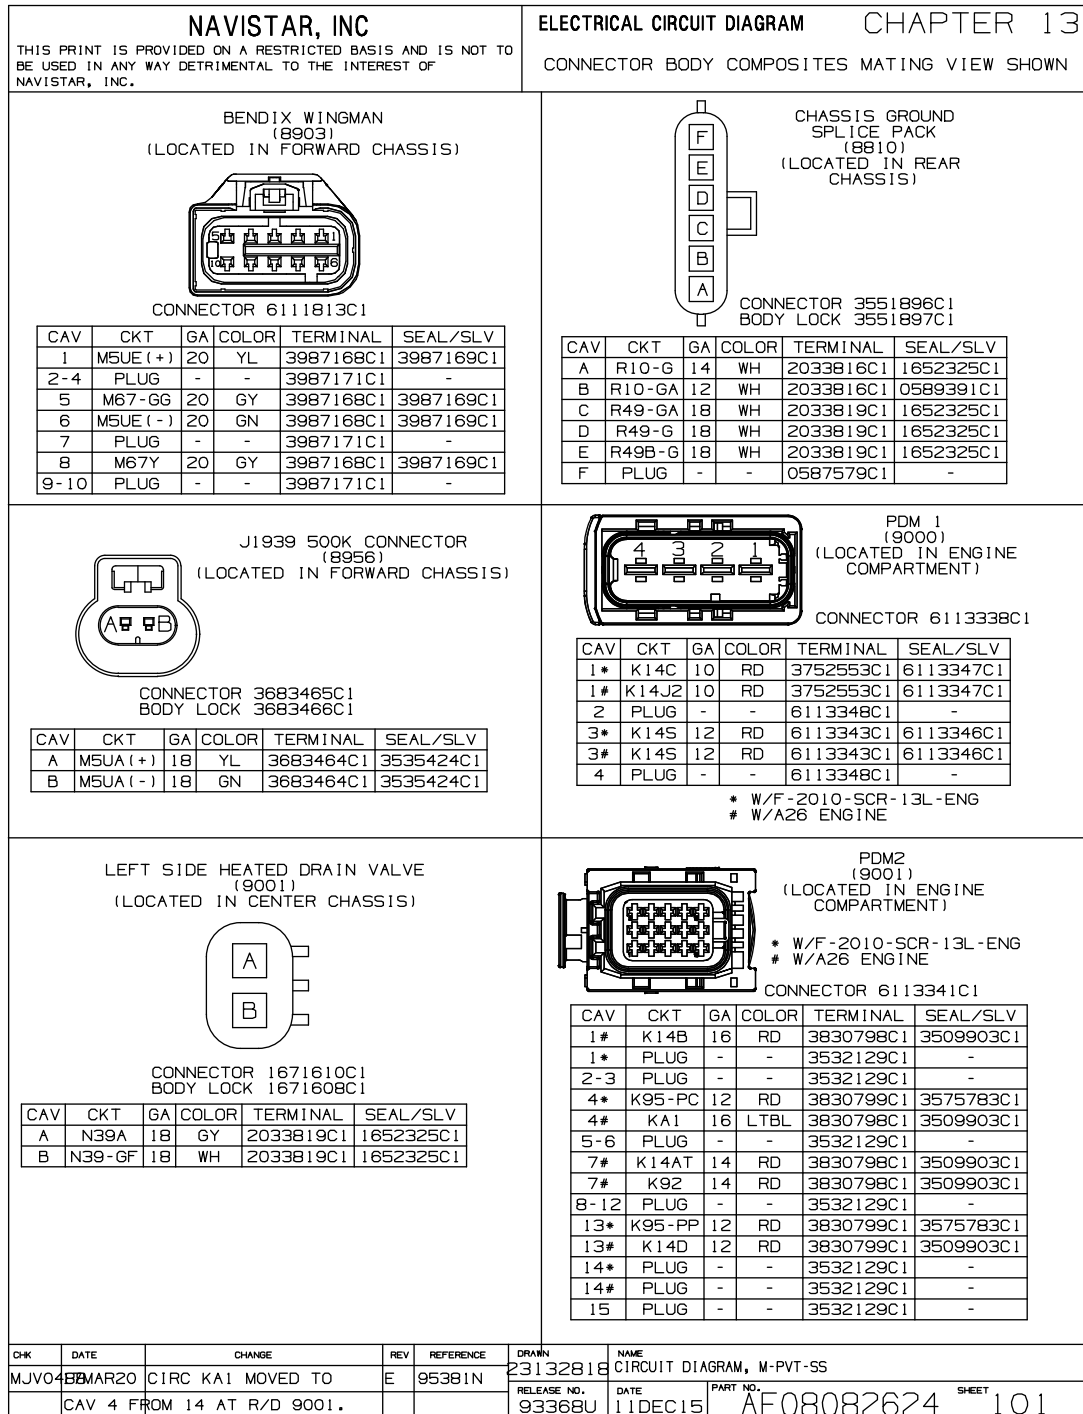 NAVISTAR, INC
THIS PRINT IS PROVIDED ON A RESTRICTED BASIS AND IS NOT TO
BE USED IN ANY WAY DETRIMENTAL TO THE INTEREST OF
NAVISTAR, INC.
ELECTRICAL CIRCUIT DIAGRAM CHAPTER 13
CONNECTOR BODY COMPOSITES MATING VIEW SHOWN
BENDIX WINGMAN
(8903)
(LOCATED IN FORWARD CHASSIS)
5 1
10 6
CONNECTOR 6111813C1
CAV CKT GA COLOR TERMINAL SEAL/SLV
1 M5UE(+) 20 YL 3987168C1 3987169C1
2-4 PLUG - - 3987171C1 -
5 M67-GG 20 GY 3987168C1 3987169C1
6 M5UE(-) 20 GN 3987168C1 3987169C1
7 PLUG - - 3987171C1 -
8 M67Y 20 GY 3987168C1 3987169C1
9-10 PLUG - - 3987171C1 -
CHASSIS GROUND
SPLICE PACK
(8810)
(LOCATED IN REAR
CHASSIS)
F
E
D
C
B
A
CONNECTOR 3551896C1
BODY LOCK 3551897C1
CAV CKT GA COLOR TERMINAL SEAL/SLV
A R10-G 14 WH 2033816C1 1652325C1
B R10-GA 12 WH 2033816C1 0589391C1
C R49-GA 18 WH 2033819C1 1652325C1
D R49-G 18 WH 2033819C1 1652325C1
E R49B-G 18 WH 2033819C1 1652325C1
F PLUG - - 0587579C1 -
J1939 500K CONNECTOR
(8956)
(LOCATED IN FORWARD CHASSIS)
A B
CONNECTOR 3683465C1
BODY LOCK 3683466C1
CAV CKT GA COLOR TERMINAL SEAL/SLV
A M5UA(+) 18 YL 3683464C1 3535424C1
B M5UA(-) 18 GN 3683464C1 3535424C1
PDM 1
(9000)
(LOCATED IN ENGINE
COMPARTMENT)
4 3 2 1
CONNECTOR 6113338C1
CAV CKT GA COLOR TERMINAL SEAL/SLV
1* K14C 10 RD 3752553C1 6113347C1
1# K14J2 10 RD 3752553C1 6113347C1
2 PLUG - - 6113348C1 -
3* K14S 12 RD 6113343C1 6113346C1
3# K14S 12 RD 6113343C1 6113346C1
4 PLUG - - 6113348C1 -
* W/F-2010-SCR-13L-ENG
# W/A26 ENGINE
LEFT SIDE HEATED DRAIN VALVE
(9001)
(LOCATED IN CENTER CHASSIS)
A
B
CONNECTOR 1671610C1
BODY LOCK 1671608C1
CAV CKT GA COLOR TERMINAL SEAL/SLV
A N39A 18 GY 2033819C1 1652325C1
B N39-GF 18 WH 2033819C1 1652325C1
PDM2
(9001)
(LOCATED IN ENGINE
COMPARTMENT)
* W/F-2010-SCR-13L-ENG
# W/A26 ENGINE
CONNECTOR 6113341C1
CAV CKT GA COLOR TERMINAL SEAL/SLV
1# K14B 16 RD 3830798C1 3509903C1
1* PLUG - - 3532129C1 -
2-3 PLUG - - 3532129C1 -
4* K95-PC 12 RD 3830799C1 3575783C1
4# KA1 16 LTBL 3830798C1 3509903C1
5-6 PLUG - - 3532129C1 -
7# K14AT 14 RD 3830798C1 3509903C1
7# K92 14 RD 3830798C1 3509903C1
8-12 PLUG - - 3532129C1 -
13* K95-PP 12 RD 3830799C1 3575783C1
13# K14D 12 RD 3830799C1 3509903C1
14* PLUG - - 3532129C1 -
14# PLUG - - 3532129C1 -
15 PLUG - - 3532129C1 -
CHK DATE CHANGE REV REFERENCE
CIRC KA1 MOVED TO E 95381N
CAV 4 FROM 14 AT R/D 9001.
DRAWN 23132818
NAME CIRCUIT DIAGRAM, M-PVT-SS
RELEASE NO. 93368U
DATE 11DEC15
PART NO. AF08082624
SHEET 101